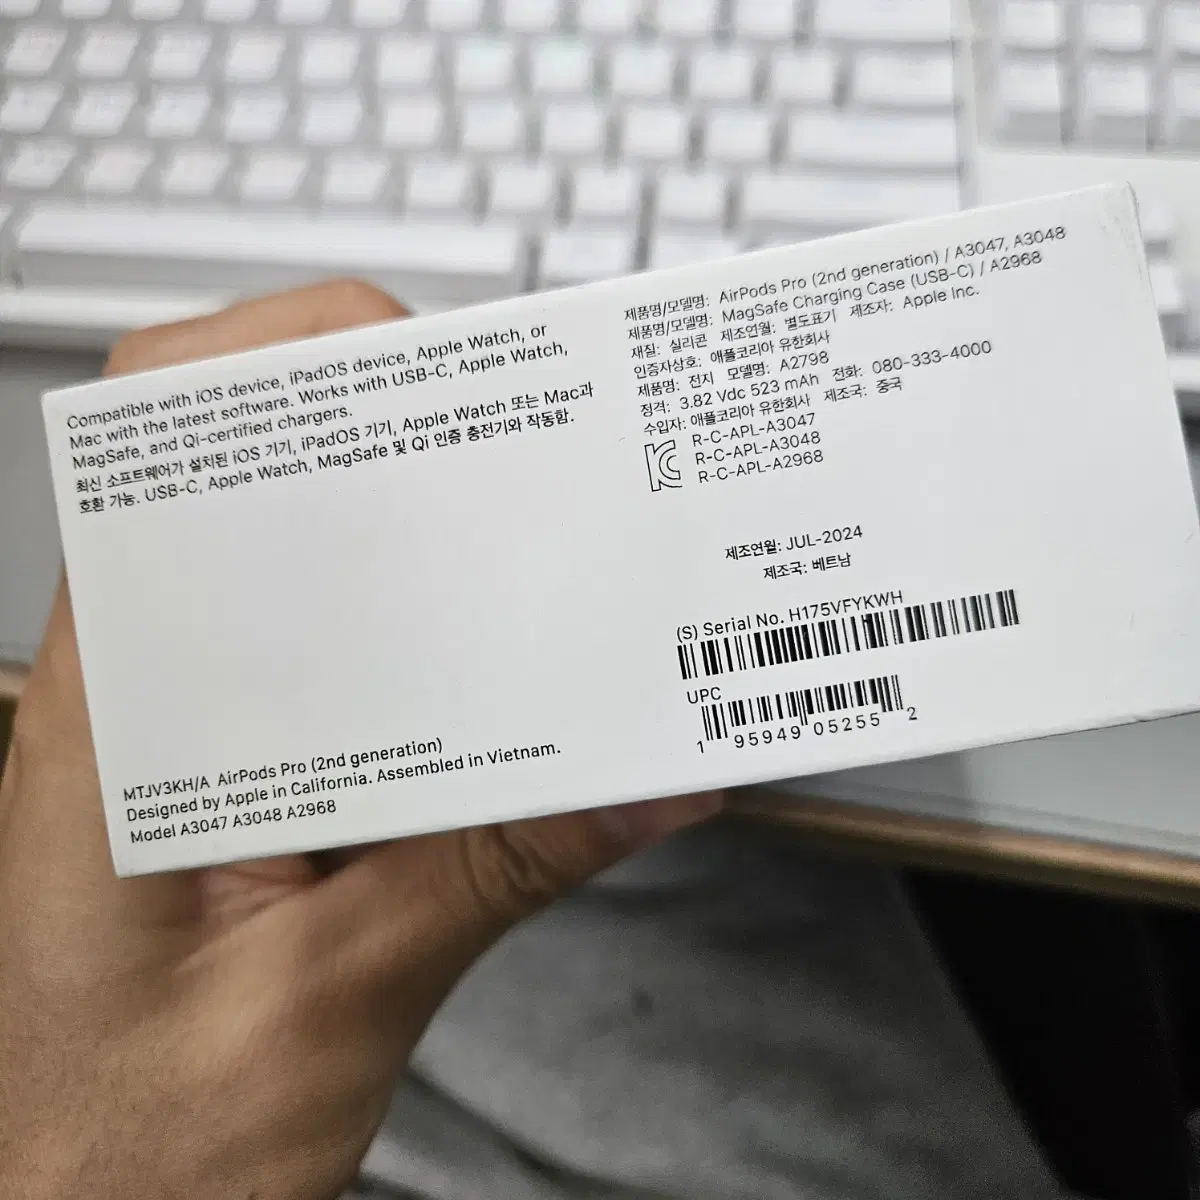 Compatible with iOS device, iPadOS device, Apple Watch, or
Mac with the latest software. Works with USB-C, Apple Watch,
MagSafe, and Qi-certified chargers.
최신 소프트웨어가 설치된 iOS 기기, iPadOS 기기, Apple Watch 또는 Mac과
호환 가능. USB-C, Apple Watch, MagSafe 및 Qi 인증 충전기와 작동함.
MTJV3KH/A AirPods Pro (2nd generation)
Designed by Apple in California. Assembled in Vietnam.
Model A3047 A3048 A2968
제품명/모델명: AirPods Pro (2nd generation) / A3047, A3048
제품명/모델명: MagSafe Charging Case (USB-C) / A2968
재질: 실리콘 제조연월: 별도표기 제조자: Apple Inc.
인증자상호: 애플코리아 유한회사
제품명: 전지 모델명: A2798
정격: 3.82 Vdc 523 mAh 전화: 080-333-4000
수입자: 애플코리아 유한회사 제조국: 중국
R-C-APL-A3047
R-C-APL-A3048
R-C-APL-A2968
제조연월: JUL-2024
제조국: 베트남
(S) Serial No. H175VFYKWH
UPC
1 95949 05255 2